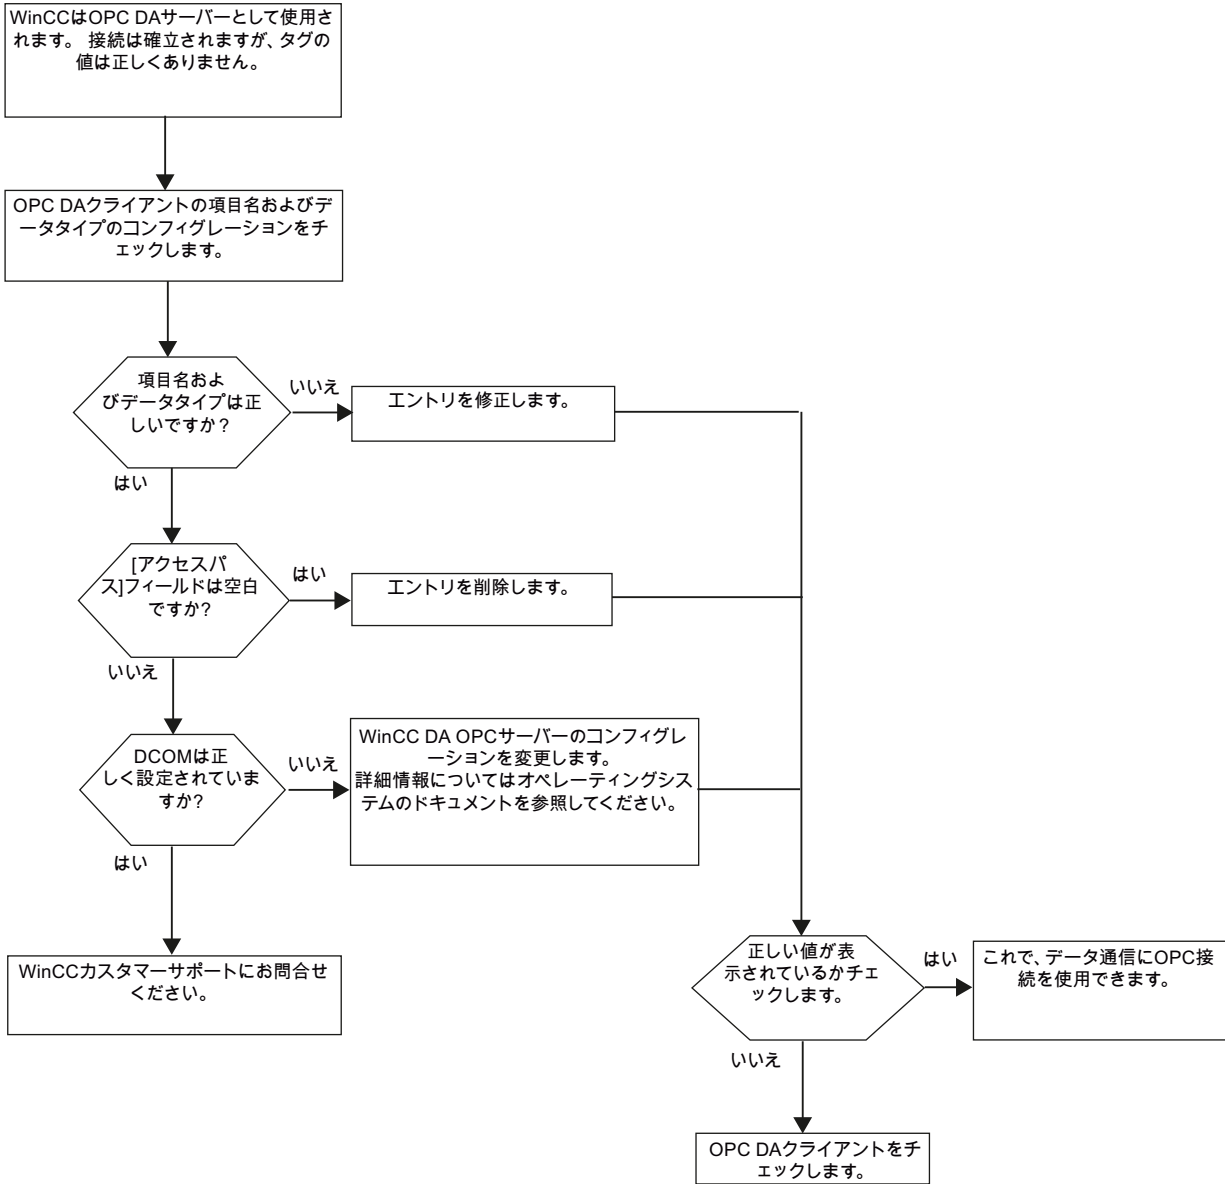 WinCCはOPC DAサーバーとして使用さ
れます。 接続は確立されますが、タグの
値は正しくありません。
OPC DAクライアントの項目名およびデ
ータタイプのコンフィグレーションをチ
ェックします。
項目名およ
びデータタイプは正
しいですか？
いいえ
エントリを修正します。
はい
[アクセスパ
ス]フィールドは空白
ですか?
はい
エントリを削除します。
いいえ
DCOMは正
しく設定されていま
すか?
いいえ
WinCC DA OPCサーバーのコンフィグレ
ーションを変更します。
詳細情報についてはオペレーティングシス
テムのドキュメントを参照してください。
はい
WinCCカスタマーサポートにお問合せ
ください。
正しい値が表
示されているかチェ
ックします。
はい
これで、データ通信にOPC接
続を使用できます。
いいえ
OPC DAクライアントをチ
ェックします。